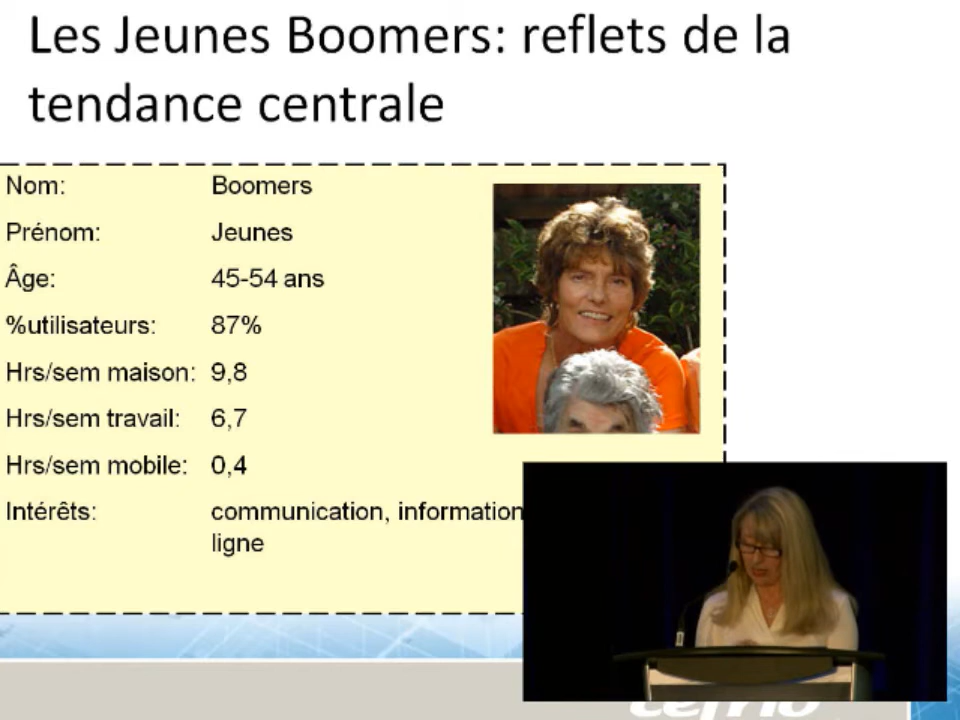 Les Jeunes Boomers: reflets de la
tendance centrale
Nom: Boomers
Prénom: Jeunes
Âge: 45-54 ans
%utilisateurs: 87%
Hrs/sem maison: 9,8
Hrs/sem travail: 6,7
Hrs/sem mobile: 0,4
Intérêts: communication, information
ligne